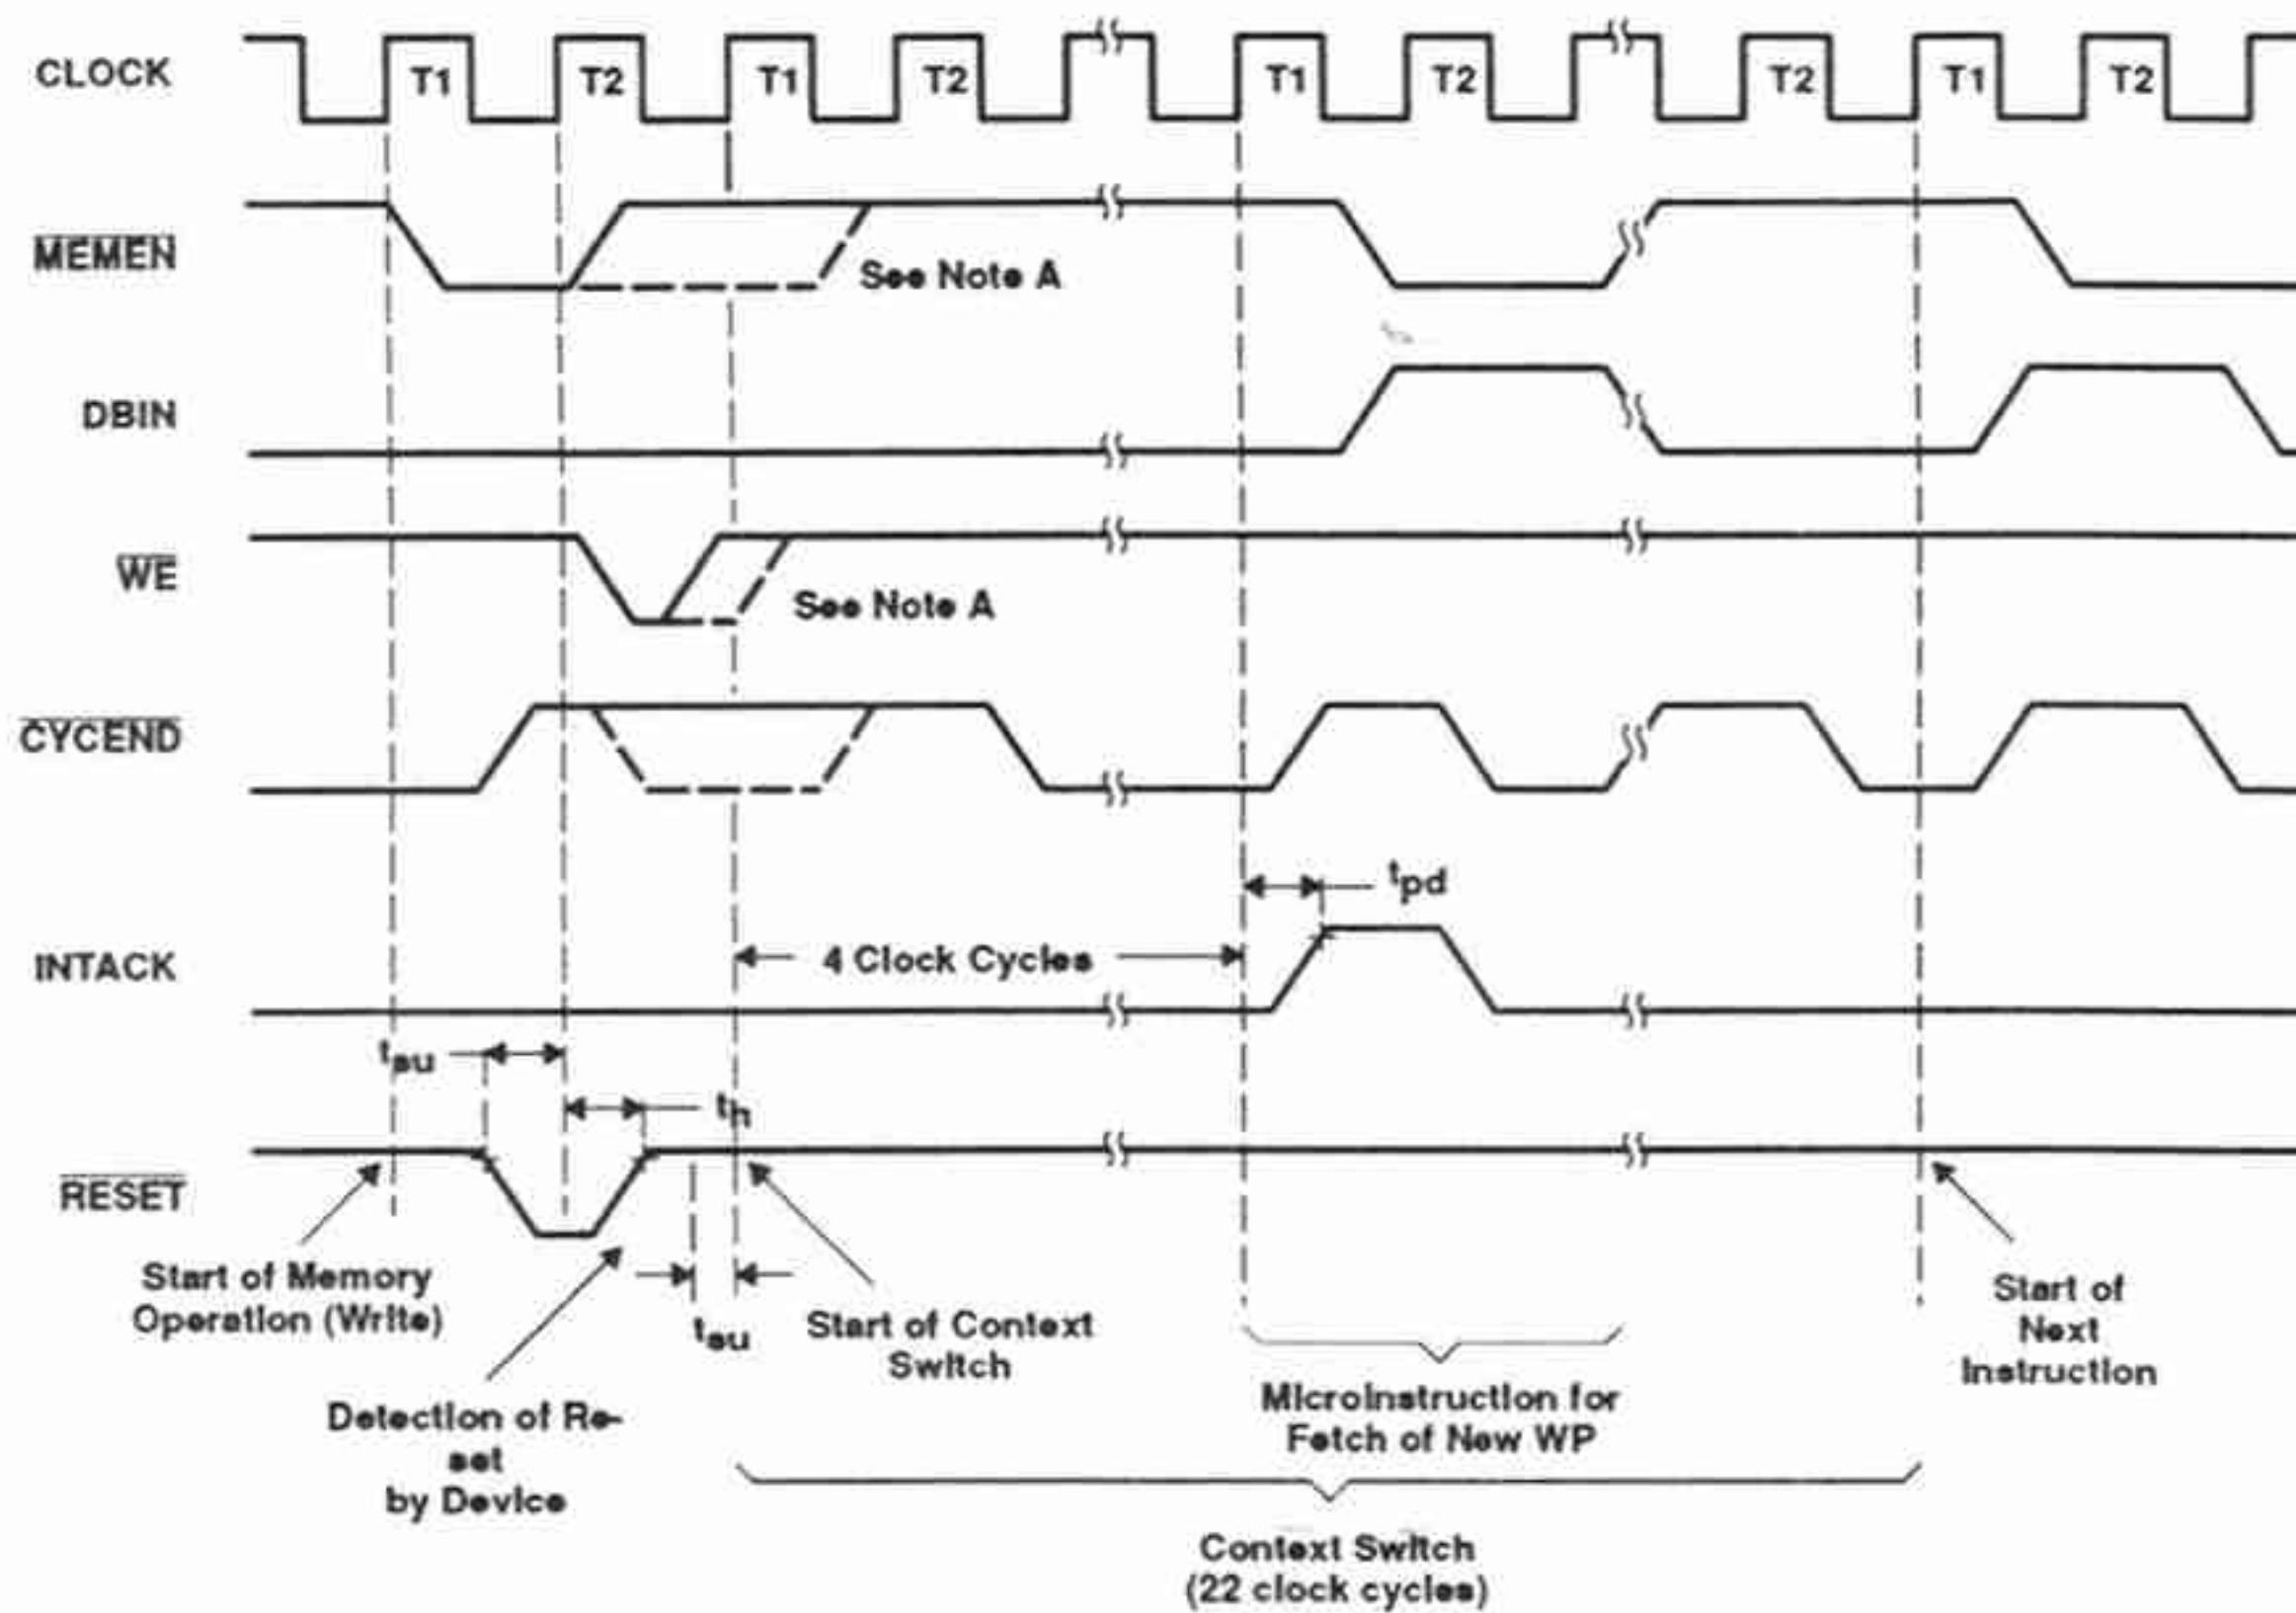 CLOCK T1 T2 T1 T2 T1 T2 T2 T1 T2
MEMEN
See Note A
DBIN
WE
See Note A
CYCEND
tpd
INTACK
4 Clock Cycles
tsu
th
RESET
Start of Memory
Operation (Write)
Detection of Re-
set
by Device
tsu
Start of Context
Switch
Microinstruction for
Fetch of New WP
Start of
Next
Instruction
Context Switch
(22 clock cycles)